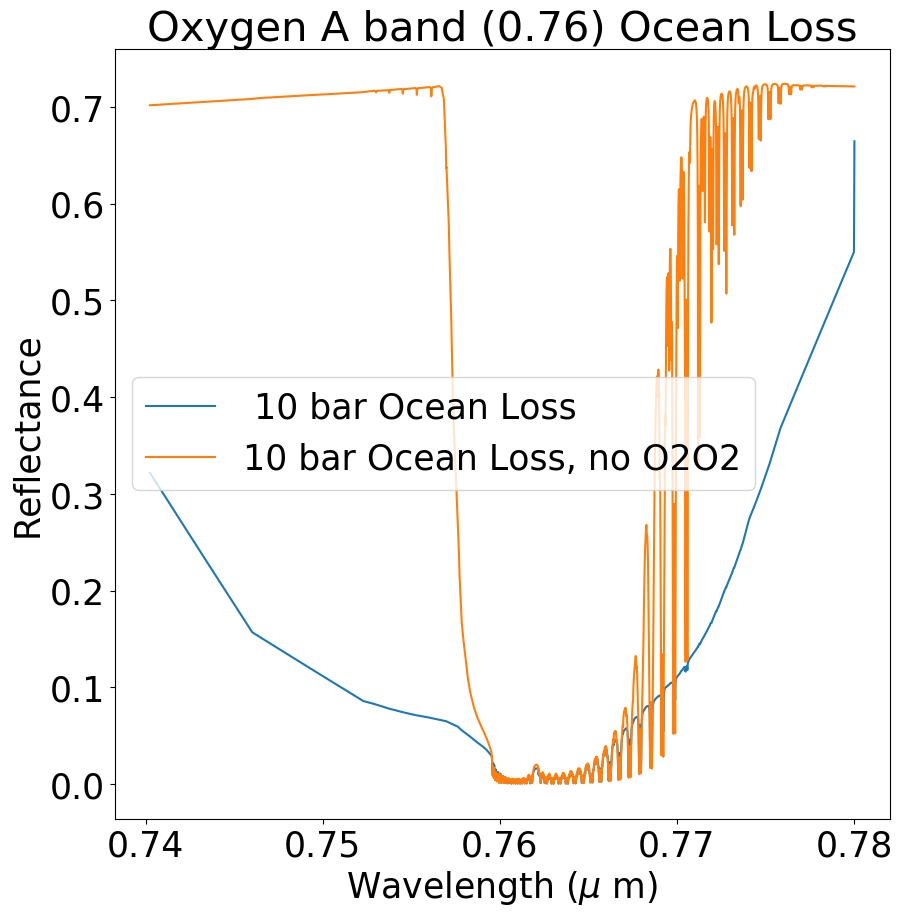 Oxygen A band (0.76) Ocean Loss
0.7
0.6
0.5
0.4
0.3
0.2
0.1
0.0
Reflectance
10 bar Ocean Loss
10 bar Ocean Loss, no O2O2
0.74 0.75 0.76 0.77 0.78
Wavelength (μ m)